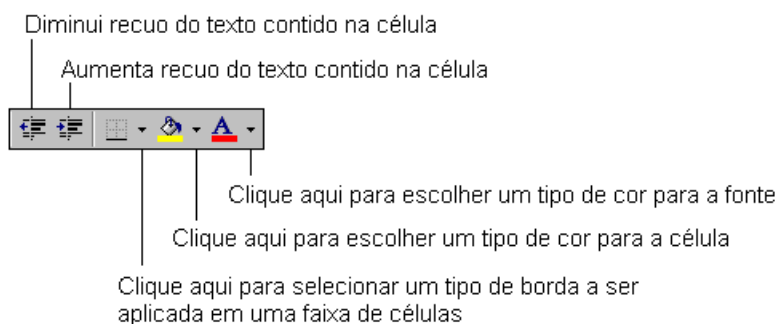 Diminui recuo do texto contido na célula
Aumenta recuo do texto contido na célula
A
Clique aqui para escolher um tipo de cor para a fonte
Clique aqui para escolher um tipo de cor para a célula
Clique aqui para selecionar um tipo de borda a ser
aplicada em uma faixa de células